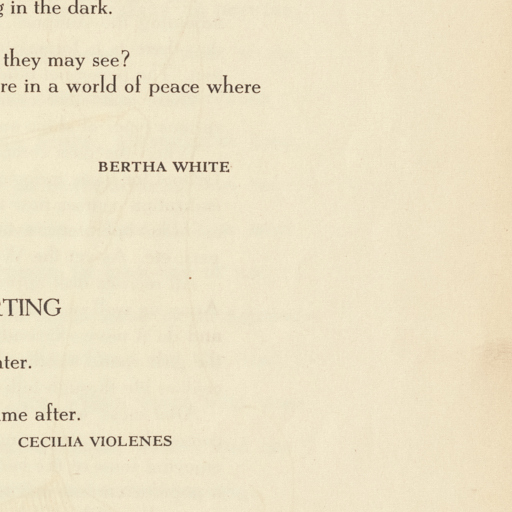 in the dark.
they may see?
re in a world of peace where
BERTHA WHITE
TING
ter.
me after.
CECILIA VIOLENES